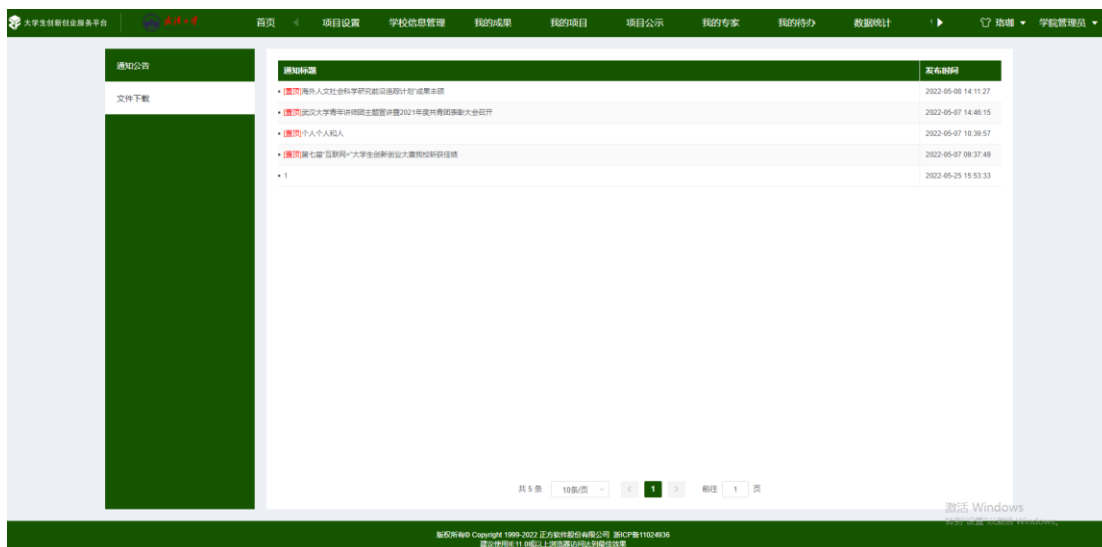 大学生创新创业服务平台 武汉大学 首页 项目设置 学校信息管理 我的成果 我的项目 项目公示 我的专家 我的待办 数据统计 珞珈 学院管理员
通知公告
文件下载
通知标题 发布时间
[置顶]海外人文社会科学研究前沿追踪计划”成果丰硕 2022-05-08 14:11:27
[置顶]武汉大学青年讲师团主题宣讲暨2021年度共青团表彰大会召开 2022-05-07 14:46:15
[置顶]个人个人和人 2022-05-07 10:39:57
[置顶]第七届“互联网+”大学生创新创业大赛我校斩获佳绩 2022-05-07 09:37:49
1 2022-05-25 15:53:33
共 5 条 10条/页 1 前往 1 页
激活 Windows
转到“设置”以激活 Windows。
版权所有© Copyright 1999-2022 正方软件股份有限公司 浙ICP备11024936
建议使用IE11.0或以上浏览器访问达到最佳效果